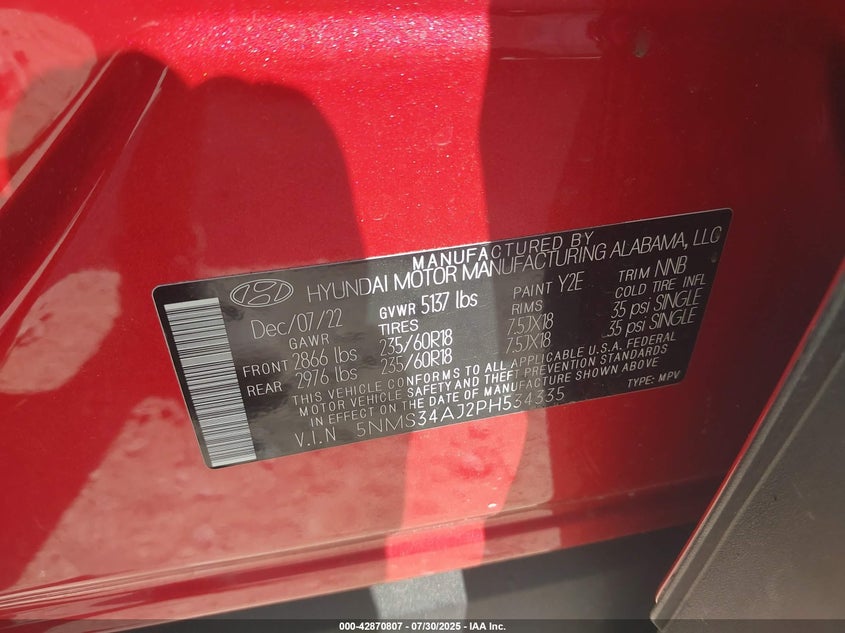 MANUFACTURED BY
HYUNDAI MOTOR MANUFACTURING ALABAMA, LLC
Dec/07/22 GVWR 5137 lbs PAINT Y2E TRIM NNB
GAWR TIRES RIMS COLD TIRE INFL
FRONT 2866 lbs 235/60R18 7.5JX18 35 psi SINGLE
REAR 2976 lbs 235/60R18 7.5JX18 35 psi SINGLE
THIS VEHICLE CONFORMS TO ALL APPLICABLE U.S.A. FEDERAL
MOTOR VEHICLE SAFETY AND THEFT PREVENTION STANDARDS
IN EFFECT ON THE DATE OF MANUFACTURE SHOWN ABOVE
V.I.N 5NMS34AJ2PH534335 TYPE: MPV
000-42870807 - 07/30/2025 - IAA Inc.